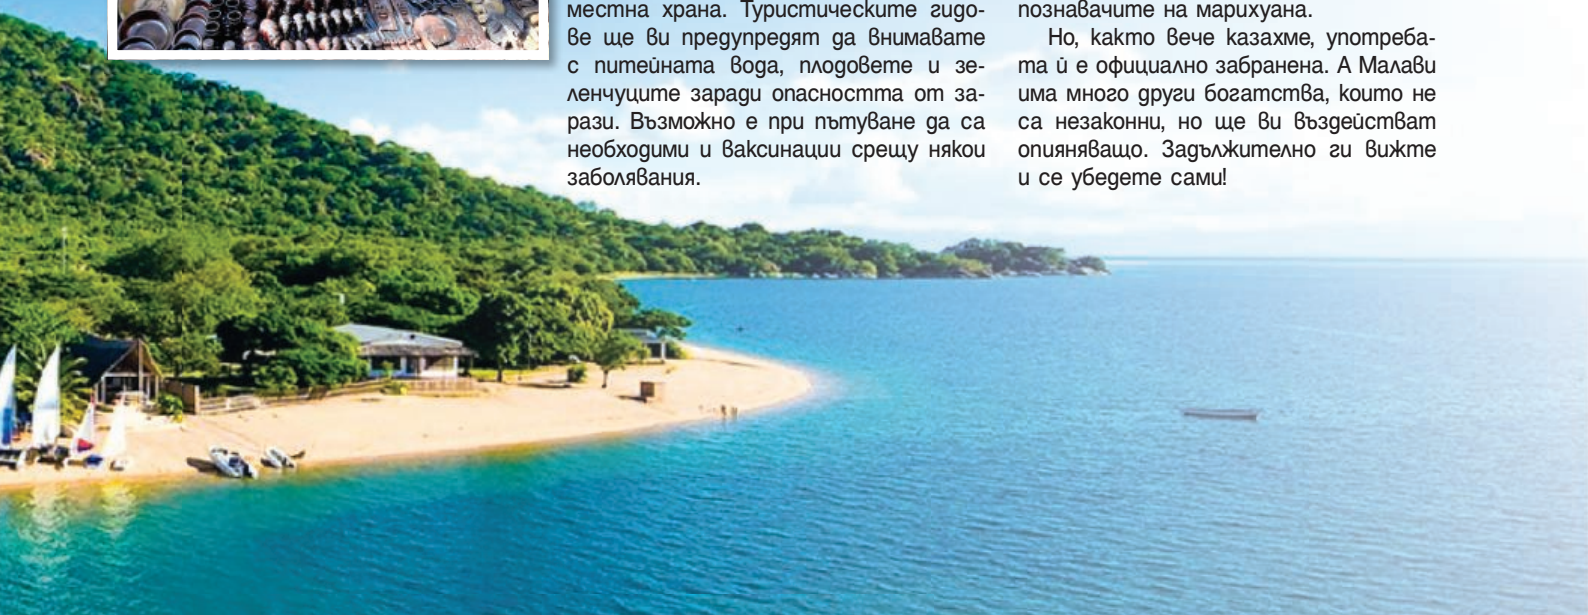 местна храна. Туристическите гидо-
ве ще ви предупредят да внимавате
с питейната вода, плодовете и зе-
ленчуците заради опасността от за-
рази. Възможно е при пътуване да са
необходими и ваксинации срещу някои
заболявания.
познавачите на марихуана.
Но, както вече казахме, употреба-
та ѝ е официално забранена. А Малави
има много други богатства, които не
са незаконни, но ще ви въздействат
опияняващо. Задължително ги вижте
и се убедете сами!